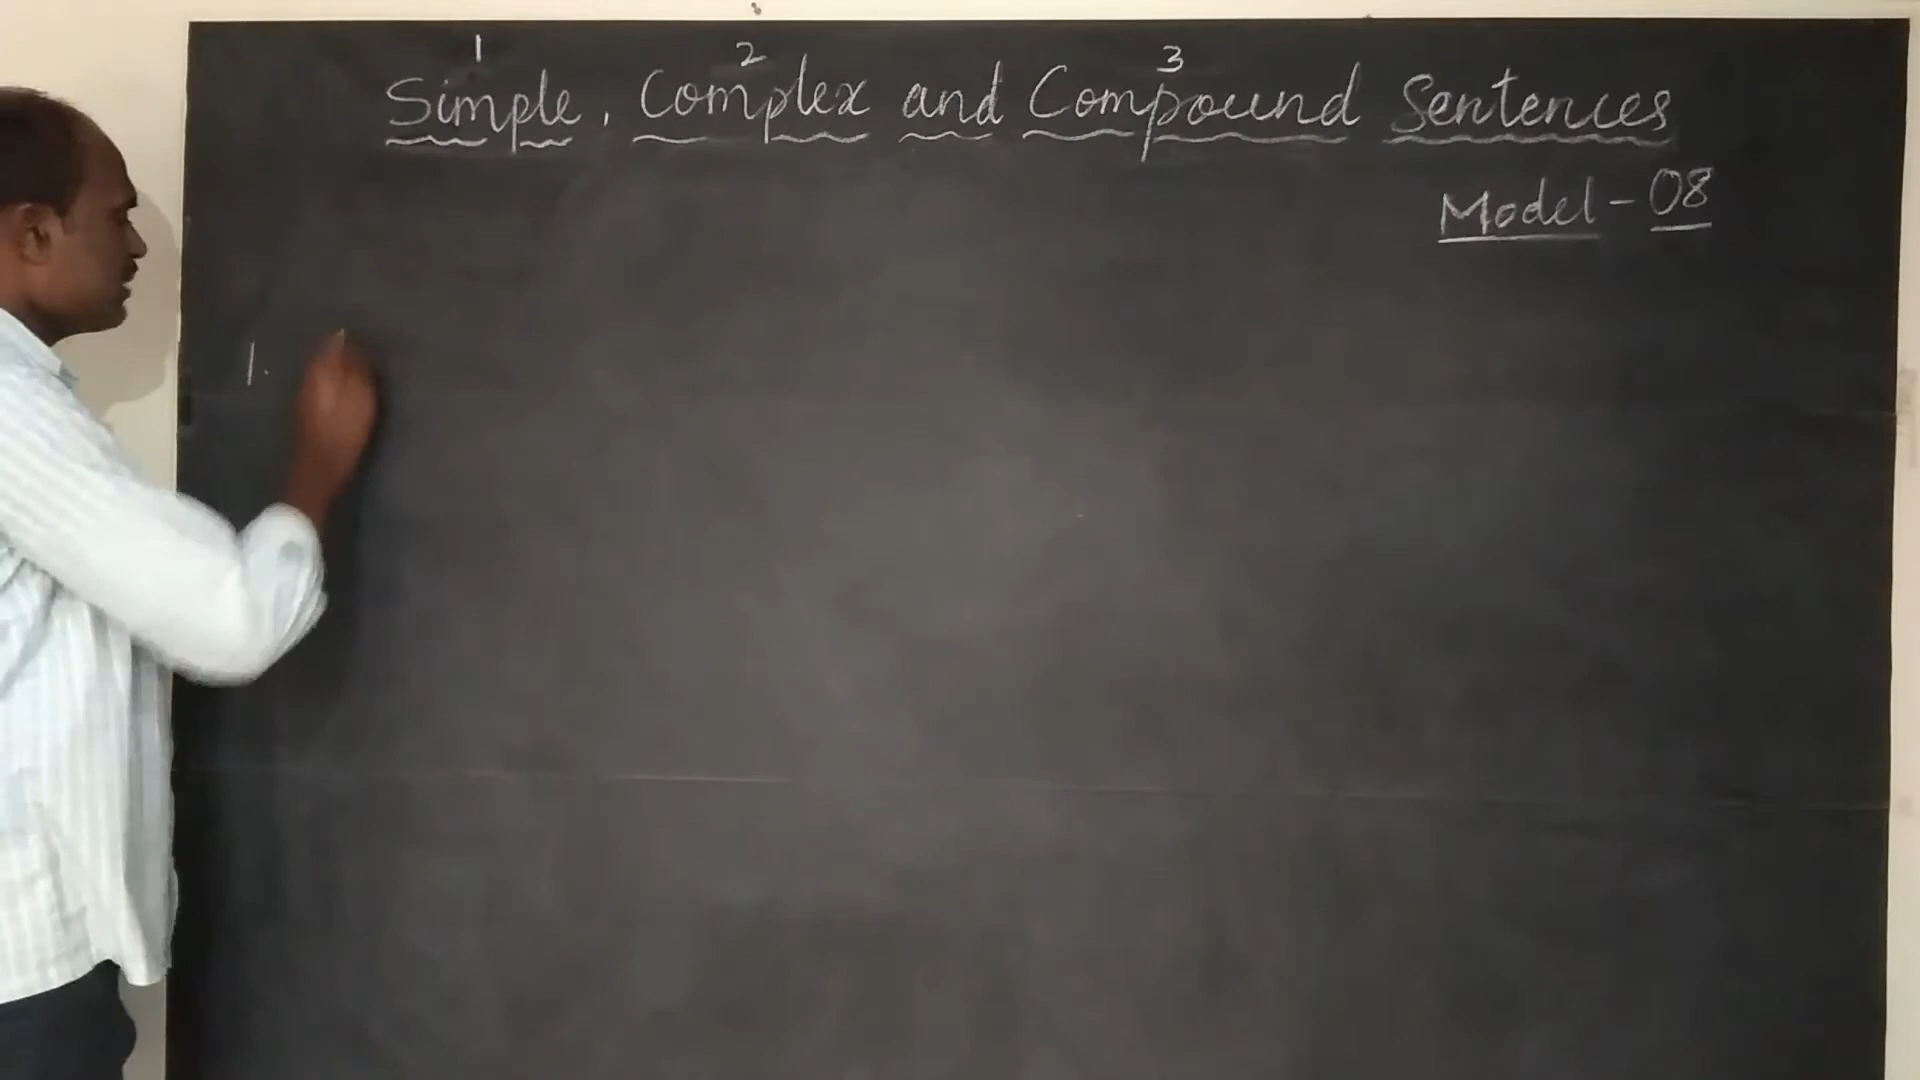 1 2 3
Simple, Complex and Compound Sentences
Model - 08
1.